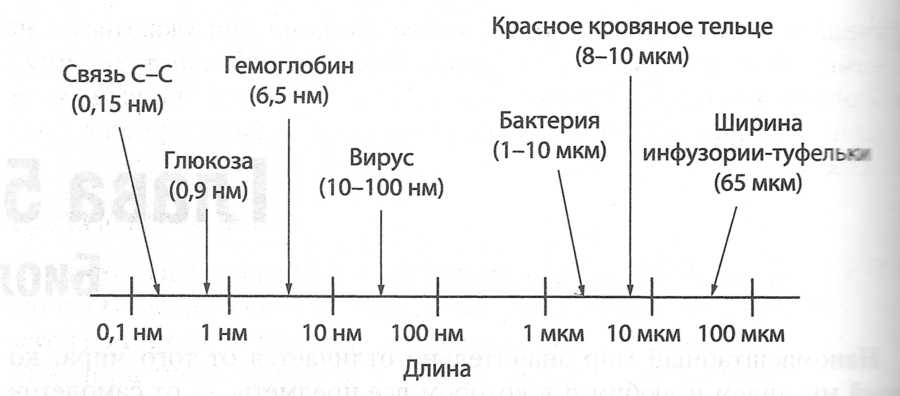 Связь С–С
(0,15 нм)
Глюкоза
(0,9 нм)
Гемоглобин
(6,5 нм)
Вирус
(10–100 нм)
Бактерия
(1–10 мкм)
Красное кровяное тельце
(8–10 мкм)
Ширина
инфузории-туфельки
(65 мкм)
0,1 нм 1 нм 10 нм 100 нм 1 мкм 10 мкм 100 мкм
Длина